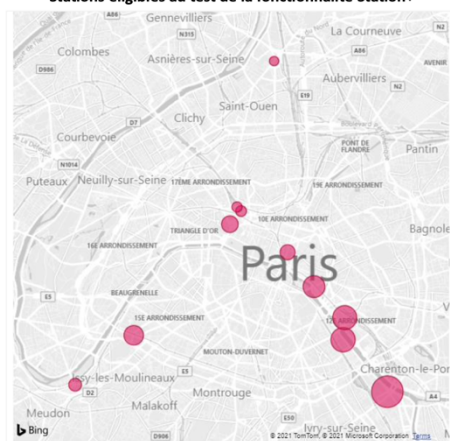 Stations éligibles au test de la fonctionnalité Station+
Gennevilliers
A86
N315
La Courneuve
N2
Colombes
Asnières-sur-Seine
A86
D986
Aubervilliers
AVENIR
N2
E19
Saint-Ouen
Clichy
D7
Courbevoie
PONT DE
FLANDRE
Pantin
N1014
Puteaux
Neuilly-sur-Seine
17ÈME ARRONDISSEMENT
19E ARRONDISSEMENT
10E ARRONDISSEMENT
TRIANGLE D'OR
Bagnole
16E ARRONDISSEMENT
Paris
BEAUGRENELLE
E5
15E ARRONDISSEMENT
12E ARRONDISSEMENT
MOUTON-DUVERNET
Charenton-le-Pon
Issy-les-Moulineaux
E5
D2
Montrouge
A4
Malakoff
Meudon
E50
Ivry-sur-Seine
Bing
D906
© 2021 TomTom, © 2021 Microsoft Corporation Terms